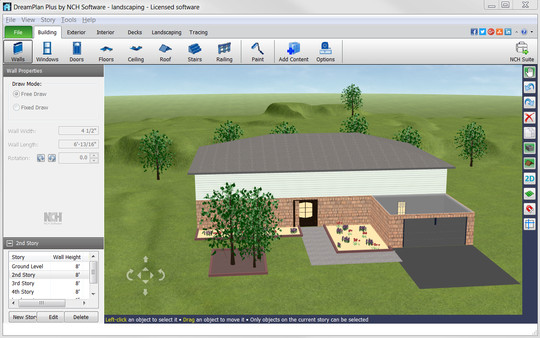 DreamPlan Plus by NCH Software - landscaping - Licensed software
File View Story Tools Help
File Building Exterior Interior Decks Landscaping Tracing
Walls Windows Doors Floors Ceiling Roof Stairs Railing Paint Add Content Options NCH Suite
Wall Properties
Draw Mode:
Free Draw
Fixed Draw
Wall Width: 4 1/2"
Wall Length: 6'-13/16"
Rotation: 0.0
NCH
2D
2nd Story
Story Wall Height
Ground Level 8'
2nd Story 8'
3rd Story 8'
4th Story 8'
New Stor Edit Delete
Left-click an object to select it • Drag an object to move it • Only objects on the current story can be selected